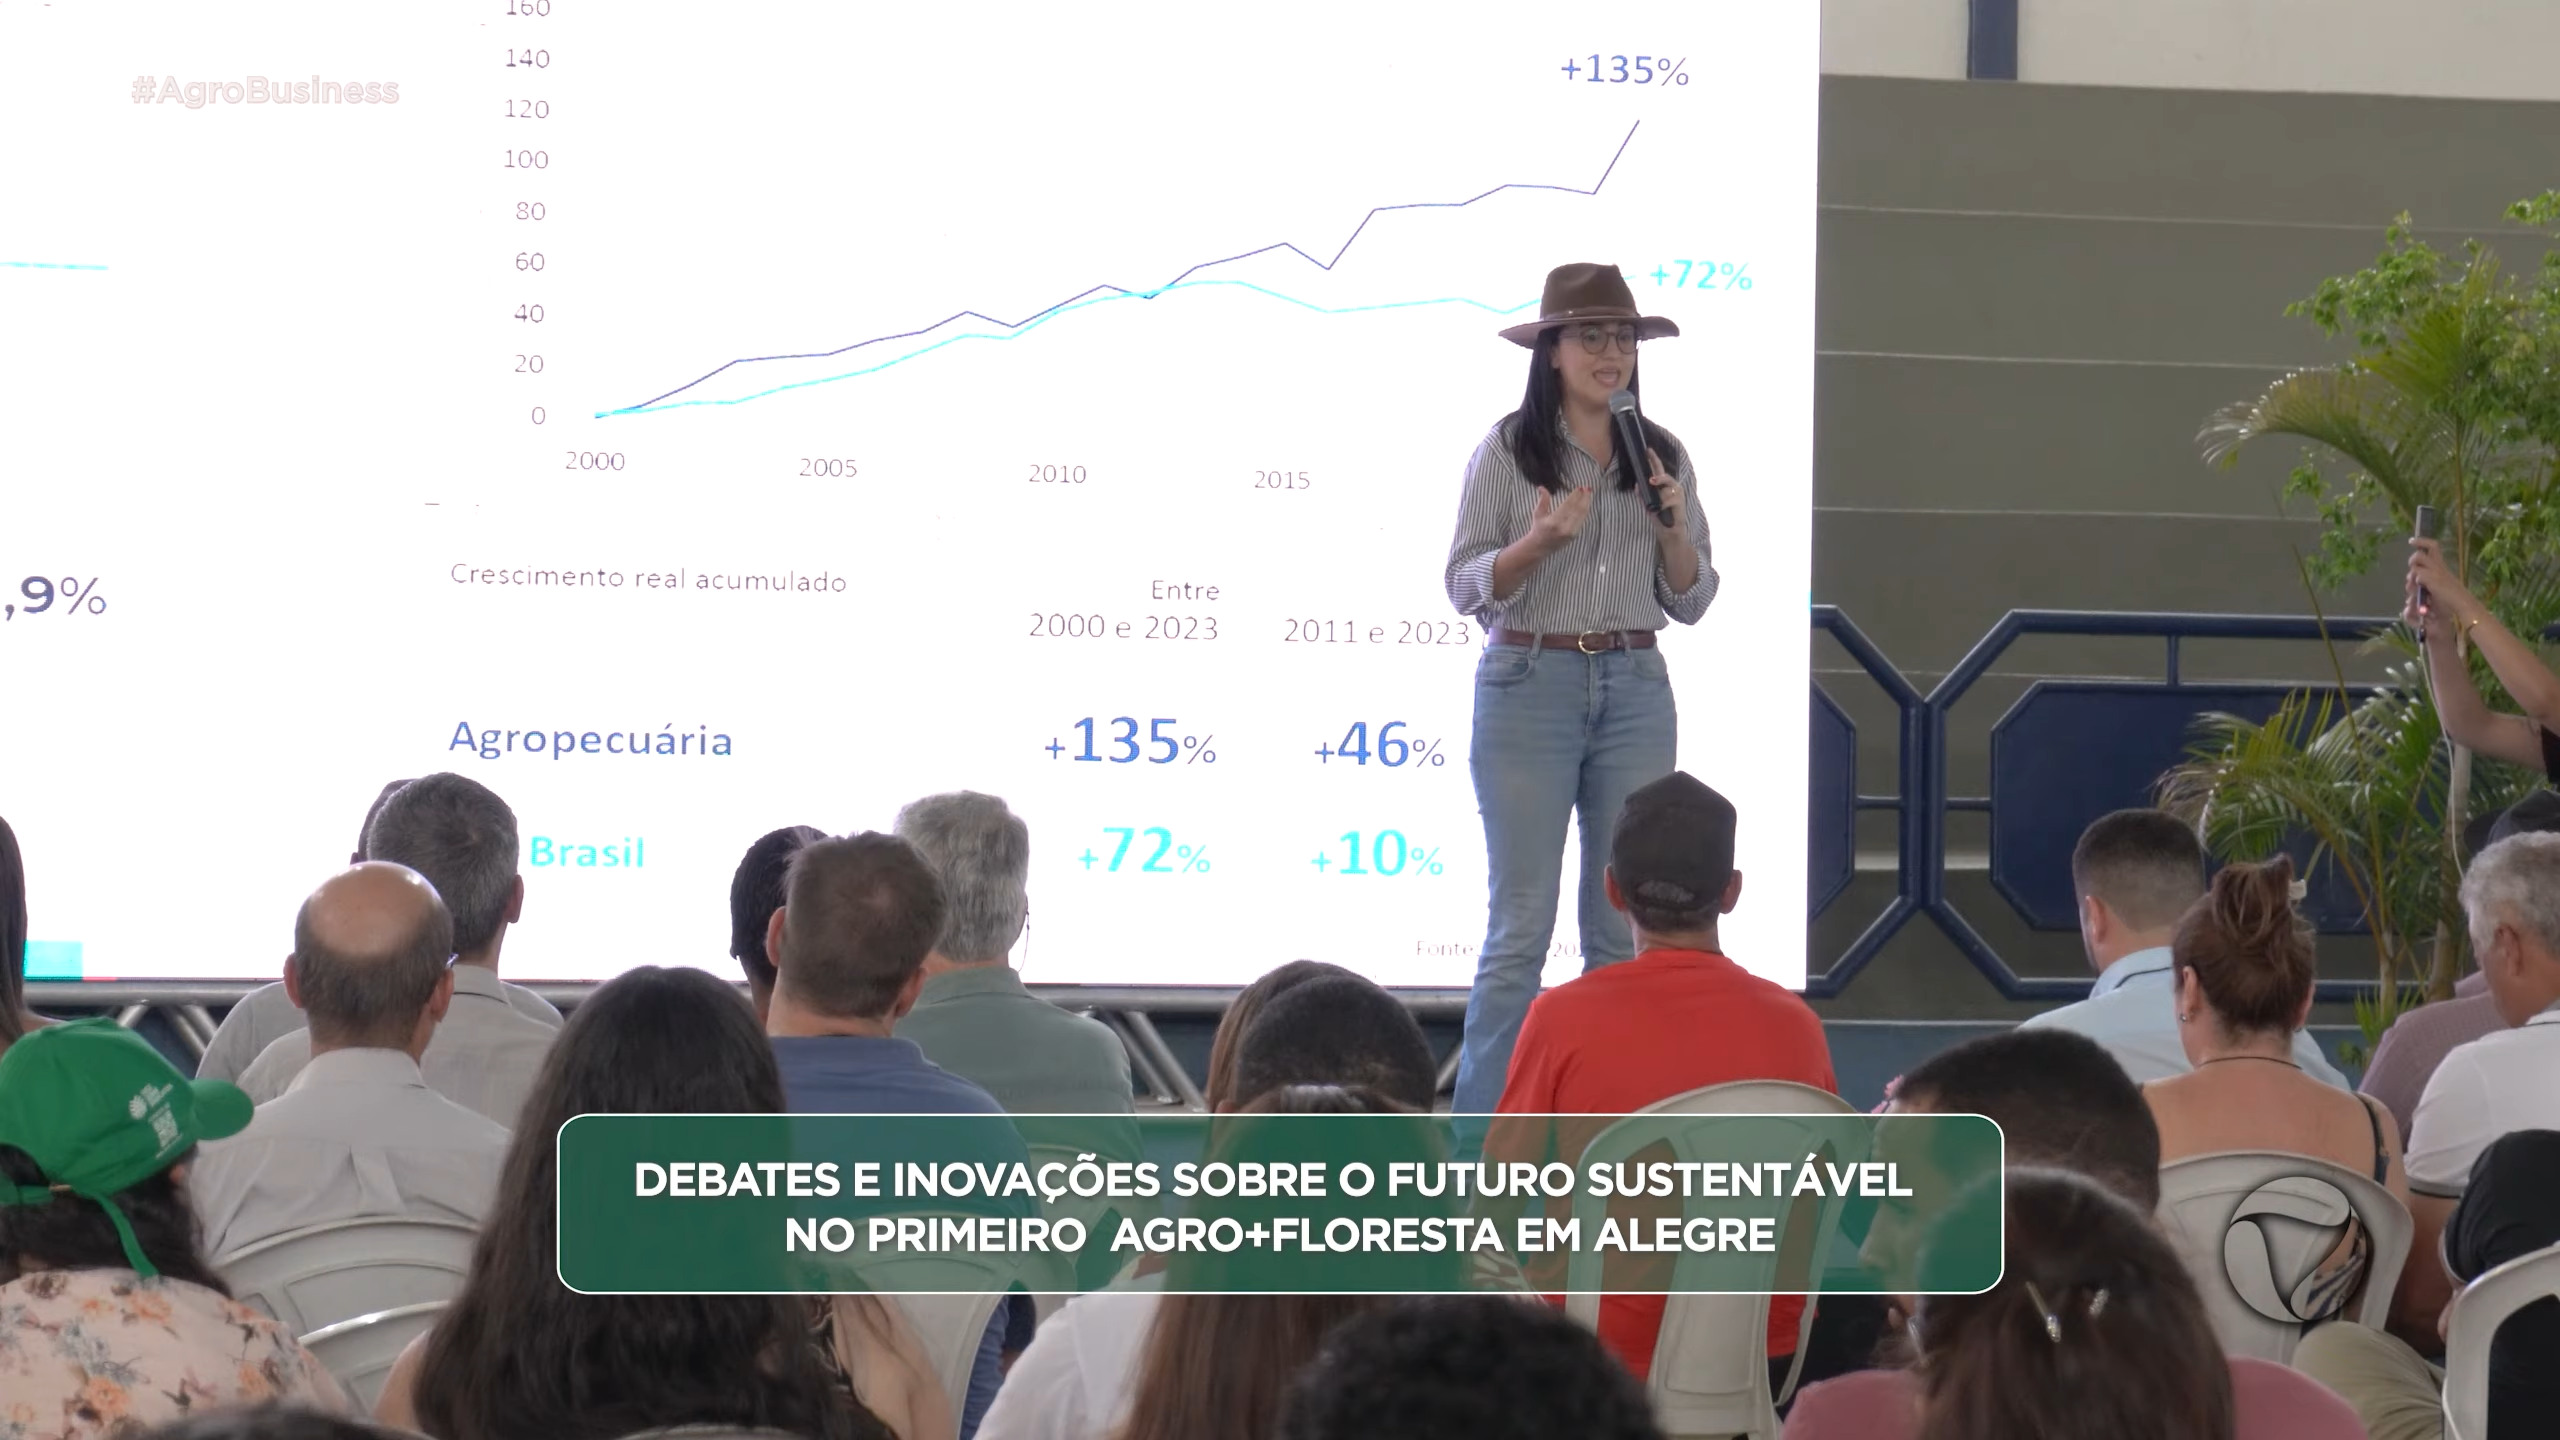 #AgroBusiness
160
140
120
100
80
60
40
20
0
+135%
+72%
2000
2005
2010
2015
,9%
Crescimento real acumulado
Entre
2000 e 2023
2011 e 2023
Agropecuária
+135%
+46%
Brasil
+72%
+10%
Fonte:
DEBATES E INOVAÇÕES SOBRE O FUTURO SUSTENTÁVEL
NO PRIMEIRO AGRO+FLORESTA EM ALEGRE